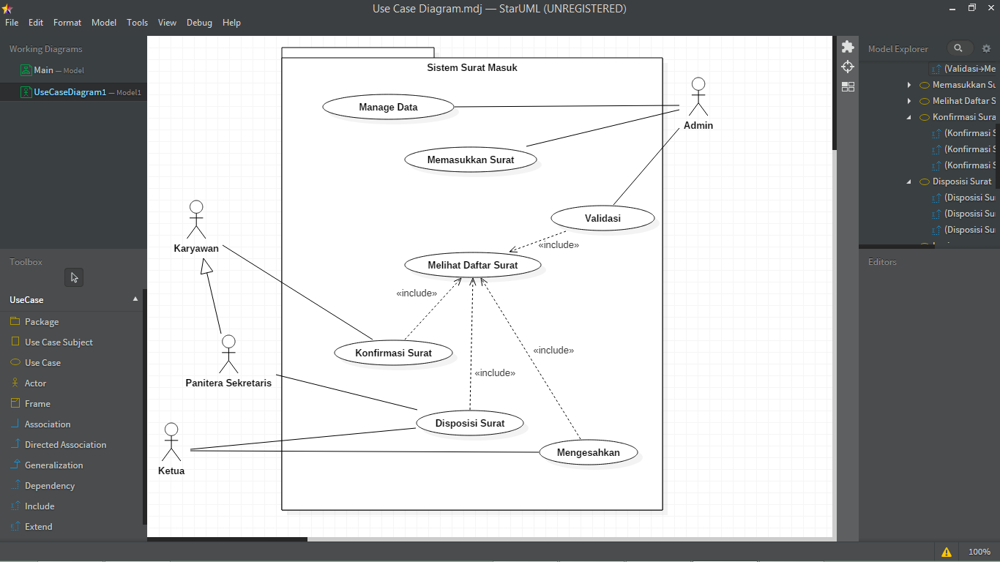 Use Case Diagram.mdj — StarUML (UNREGISTERED)
File Edit Format Model Tools View Debug Help
Working Diagrams
Main — Model
UseCaseDiagram1 — Model1
Toolbox
UseCase
Package
Use Case Subject
Use Case
Actor
Frame
Association
Directed Association
Generalization
Dependency
Include
Extend
Sistem Surat Masuk
Manage Data
Admin
Memasukkan Surat
Validasi
«include»
Karyawan
Melihat Daftar Surat
«include»
Konfirmasi Surat
«include»
«include»
Panitera Sekretaris
Disposisi Surat
Mengesahkan
Ketua
Model Explorer
(Validasi→Me
Memasukkan Su
Melihat Daftar S
Konfirmasi Sura
(Konfirmasi S
(Konfirmasi S
(Konfirmasi S
Disposisi Surat
(Disposisi Su
(Disposisi Su
(Disposisi Su
Editors
100%